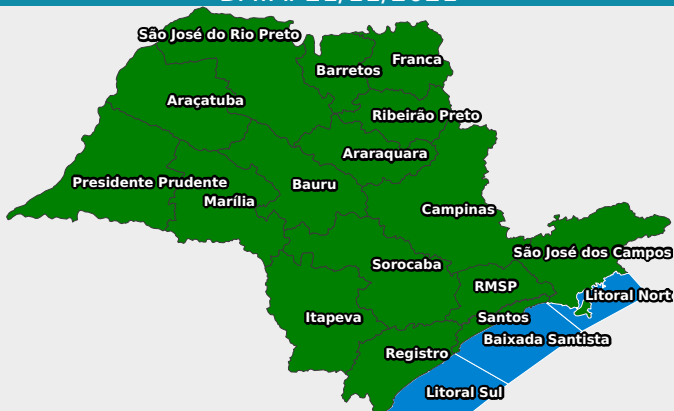 São José do Rio Preto
Franca
Barretos
Araçatuba
Ribeirão Preto
Araraquara
Presidente Prudente
Bauru
Marília
Campinas
São José dos Campos
Sorocaba
RMSP
Litoral Nort
Itapeva
Santos
Baixada Santista
Registro
Litoral Sul